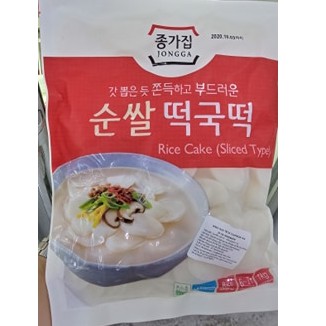 종가집
JONGGA
갓 뽑은 듯 쫀득하고 부드러운
순쌀 떡국떡
Rice Cake (Sliced Type)
1kg